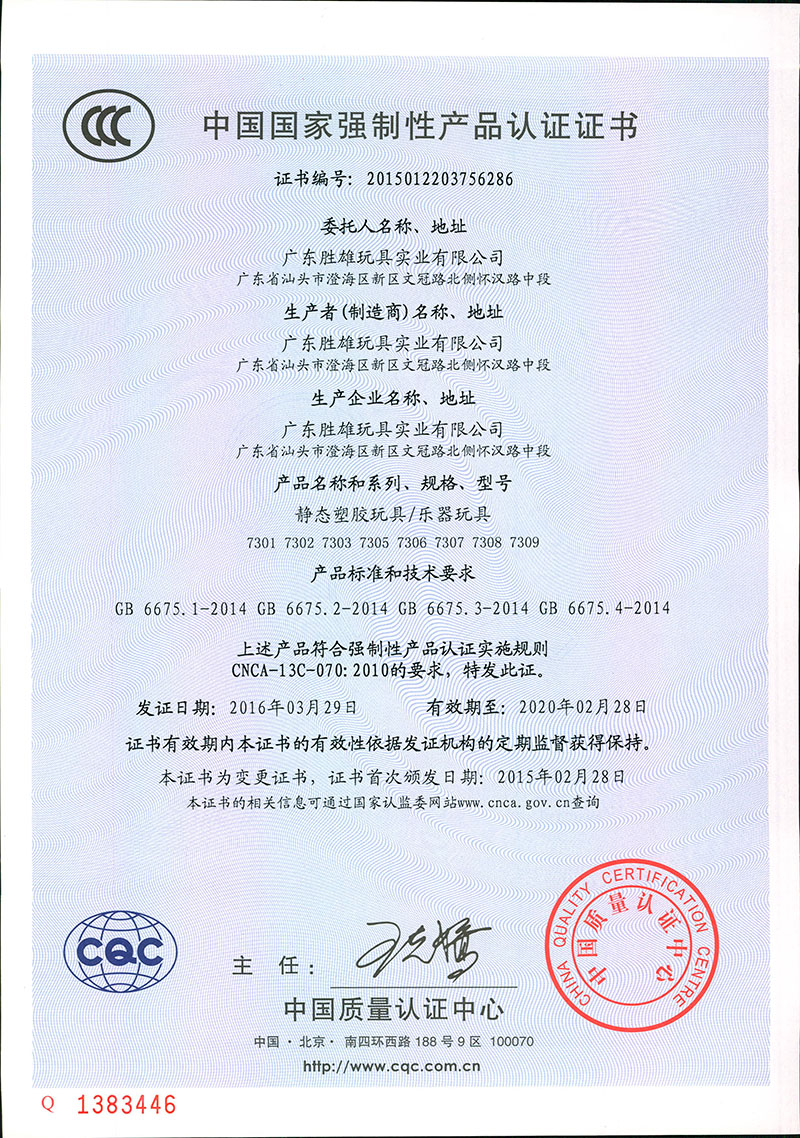 中国国家强制性产品认证证书
证书编号：2015012203756286
委托人名称、地址
广东胜雄玩具实业有限公司
广东省汕头市澄海区新区文冠路北侧怀汉路中段
生产者(制造商)名称、地址
广东胜雄玩具实业有限公司
广东省汕头市澄海区新区文冠路北侧怀汉路中段
生产企业名称、地址
广东胜雄玩具实业有限公司
广东省汕头市澄海区新区文冠路北侧怀汉路中段
产品名称和系列、规格、型号
静态塑胶玩具/乐器玩具
7301 7302 7303 7305 7306 7307 7308 7309
产品标准和技术要求
GB 6675.1-2014 GB 6675.2-2014 GB 6675.3-2014 GB 6675.4-2014
上述产品符合强制性产品认证实施规则
CNCA-13C-070:2010的要求，特发此证。
发证日期：2016年03月29日 有效期至：2020年02月28日
证书有效期内本证书的有效性依据发证机构的定期监督获得保持。
本证书为变更证书，证书首次颁发日期：2015年02月28日
本证书的相关信息可通过国家认监委网站www.cnca.gov.cn查询
CHINA QUALITY CERTIFICATION CENTRE
中国质量认证中心
CQC
主 任：
中国质量认证中心
中国·北京·南四环西路188号9区 100070
http://www.cqc.com.cn
Q 1383446